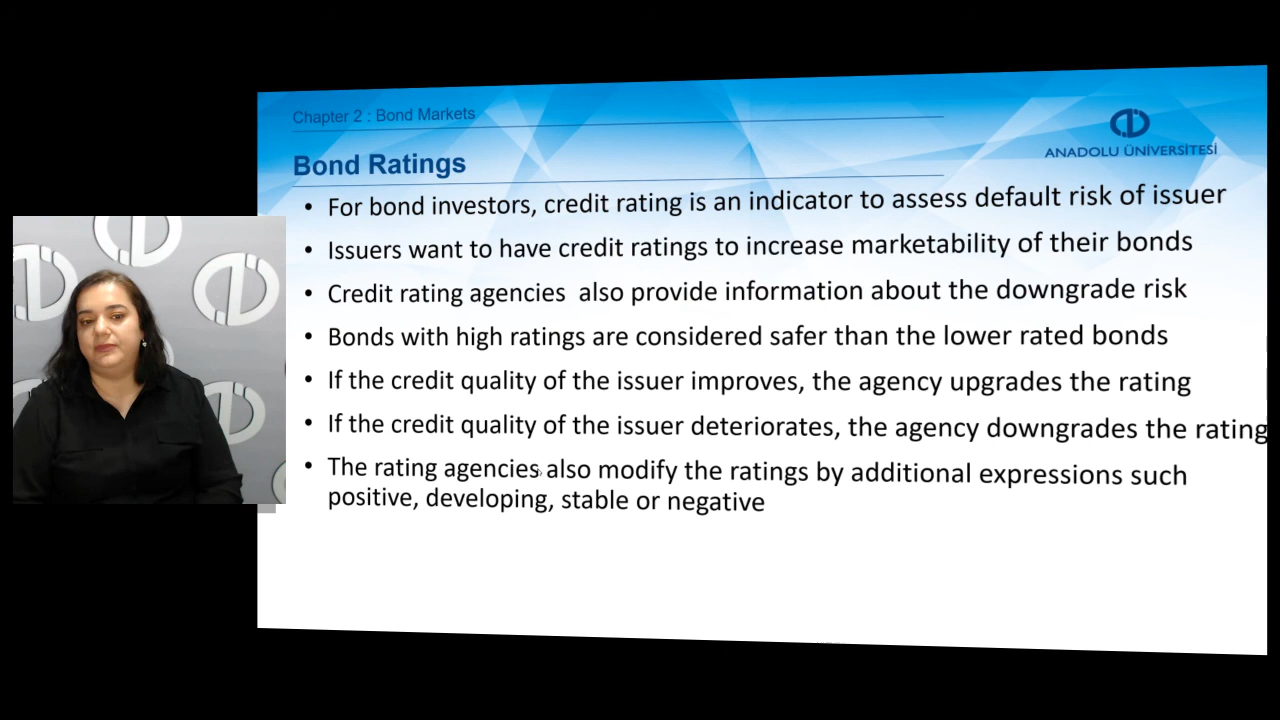 Chapter 2 : Bond Markets
ANADOLU ÜNİVERSİTESİ
Bond Ratings
• For bond investors, credit rating is an indicator to assess default risk of issuer
• Issuers want to have credit ratings to increase marketability of their bonds
• Credit rating agencies also provide information about the downgrade risk
• Bonds with high ratings are considered safer than the lower rated bonds
• If the credit quality of the issuer improves, the agency upgrades the rating
• If the credit quality of the issuer deteriorates, the agency downgrades the rating
• The rating agencies also modify the ratings by additional expressions such
positive, developing, stable or negative